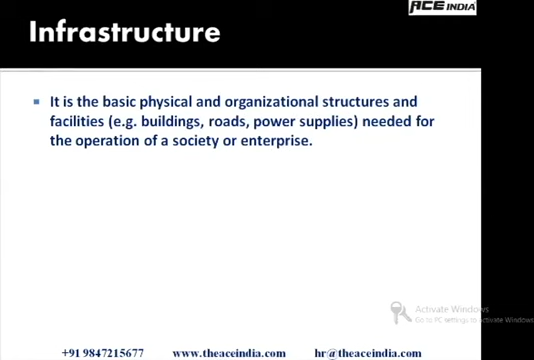 ACE INDIA
Infrastructure
It is the basic physical and organizational structures and
facilities (e.g. buildings, roads, power supplies) needed for
the operation of a society or enterprise.
Activate Windows
Go to PC settings to Activate Windows
+91 9847215677 www.theaceindia.com hr@theaceindia.com